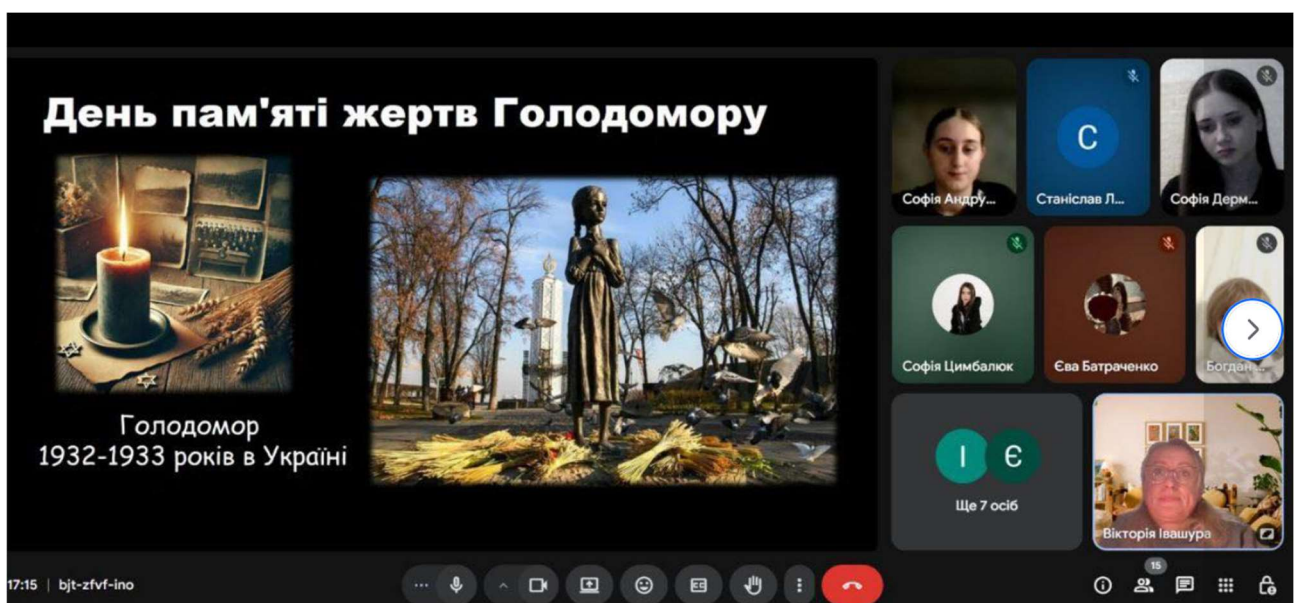 День пам'яті жертв Голодомору
Голодомор
1932-1933 років в Україні
Софія Андру...
Станіслав Л...
Софія Дерм...
С
Софія Цимбалюк
Єва Батраченко
Богдан...
І Є
Ще 7 осіб
Вікторія Івашура
17:15 | bjt-zfvf-ino
15